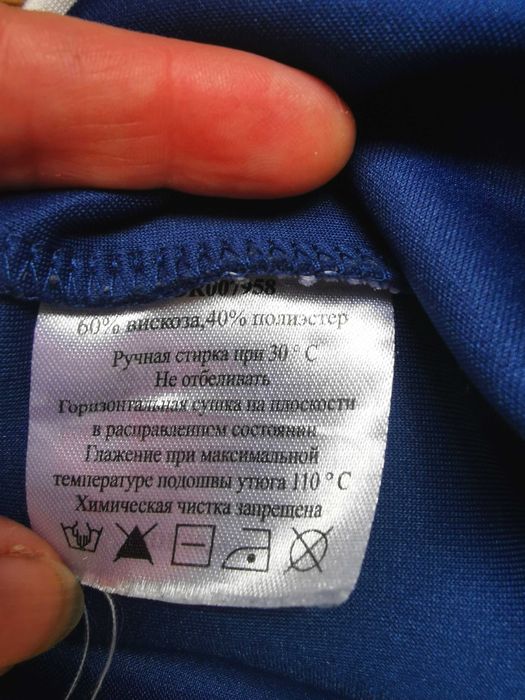 R007958
60% вискоза,40% полиэстер
Ручная стирка при 30 ° С
Не отбеливать
Горизонтальная сушка на плоскости
в расправленном состоянии
Глажение при максимальной
температуре подошвы утюга 110 ° С
Химическая чистка запрещена